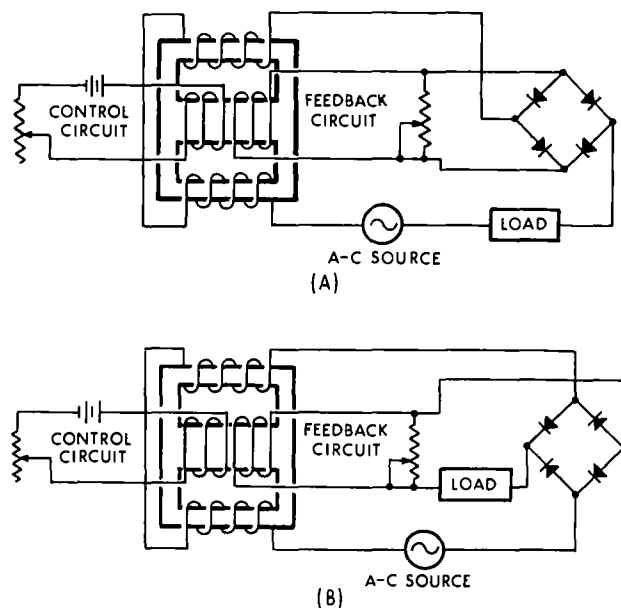 CONTROL
CIRCUIT
FEEDBACK
CIRCUIT
LOAD
A-C SOURCE
(A)
CONTROL
CIRCUIT
FEEDBACK
CIRCUIT
LOAD
A-C SOURCE
(B)